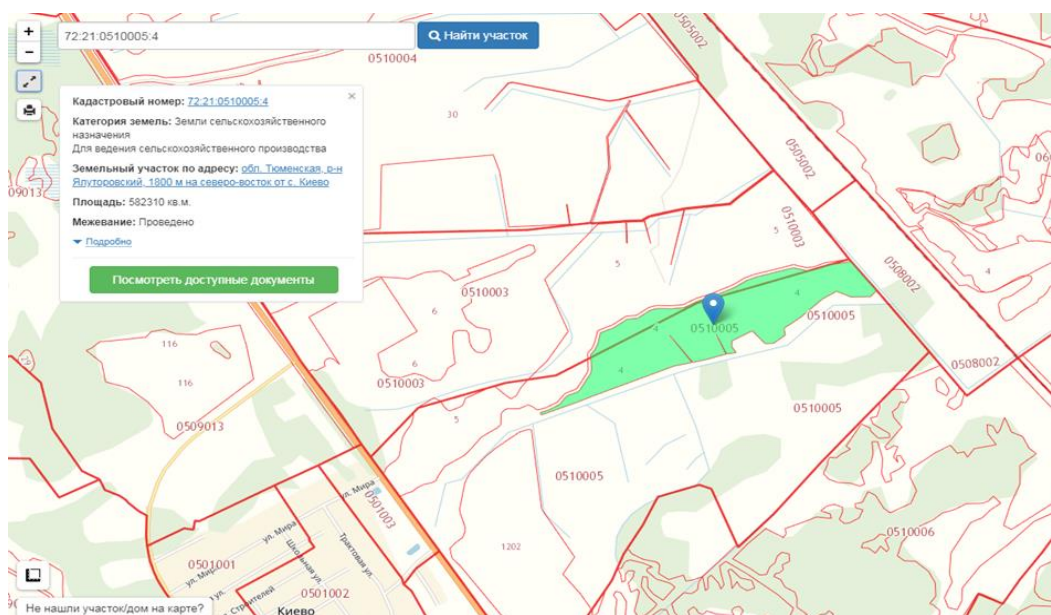 +
−
72:21:0510005:4
Найти участок
Кадастровый номер: 72:21:0510005:4
×
Категория земель: Земли сельскохозяйственного
назначения
Для ведения сельскохозяйственного производства
Земельный участок по адресу: обл. Тюменская, р-н
Ялуторовский, 1800 м на северо-восток от с. Киево
Площадь: 582310 кв.м.
Межевание: Проведено
Подробно
Посмотреть доступные документы
0510004
0505002
30
0505002
09013
0510003
5
5
0508002
4
0510003
6
4
0510005
4
0510005
116
6
0510003
4
0508002
29
116
0509013
5
0510005
0510005
0501003
ул. Мира
ул. Мира
1202
0510006
Школьная ул.
Трактовая ул.
0501001
0501002
Киево
Не нашли участок/дом на карте?